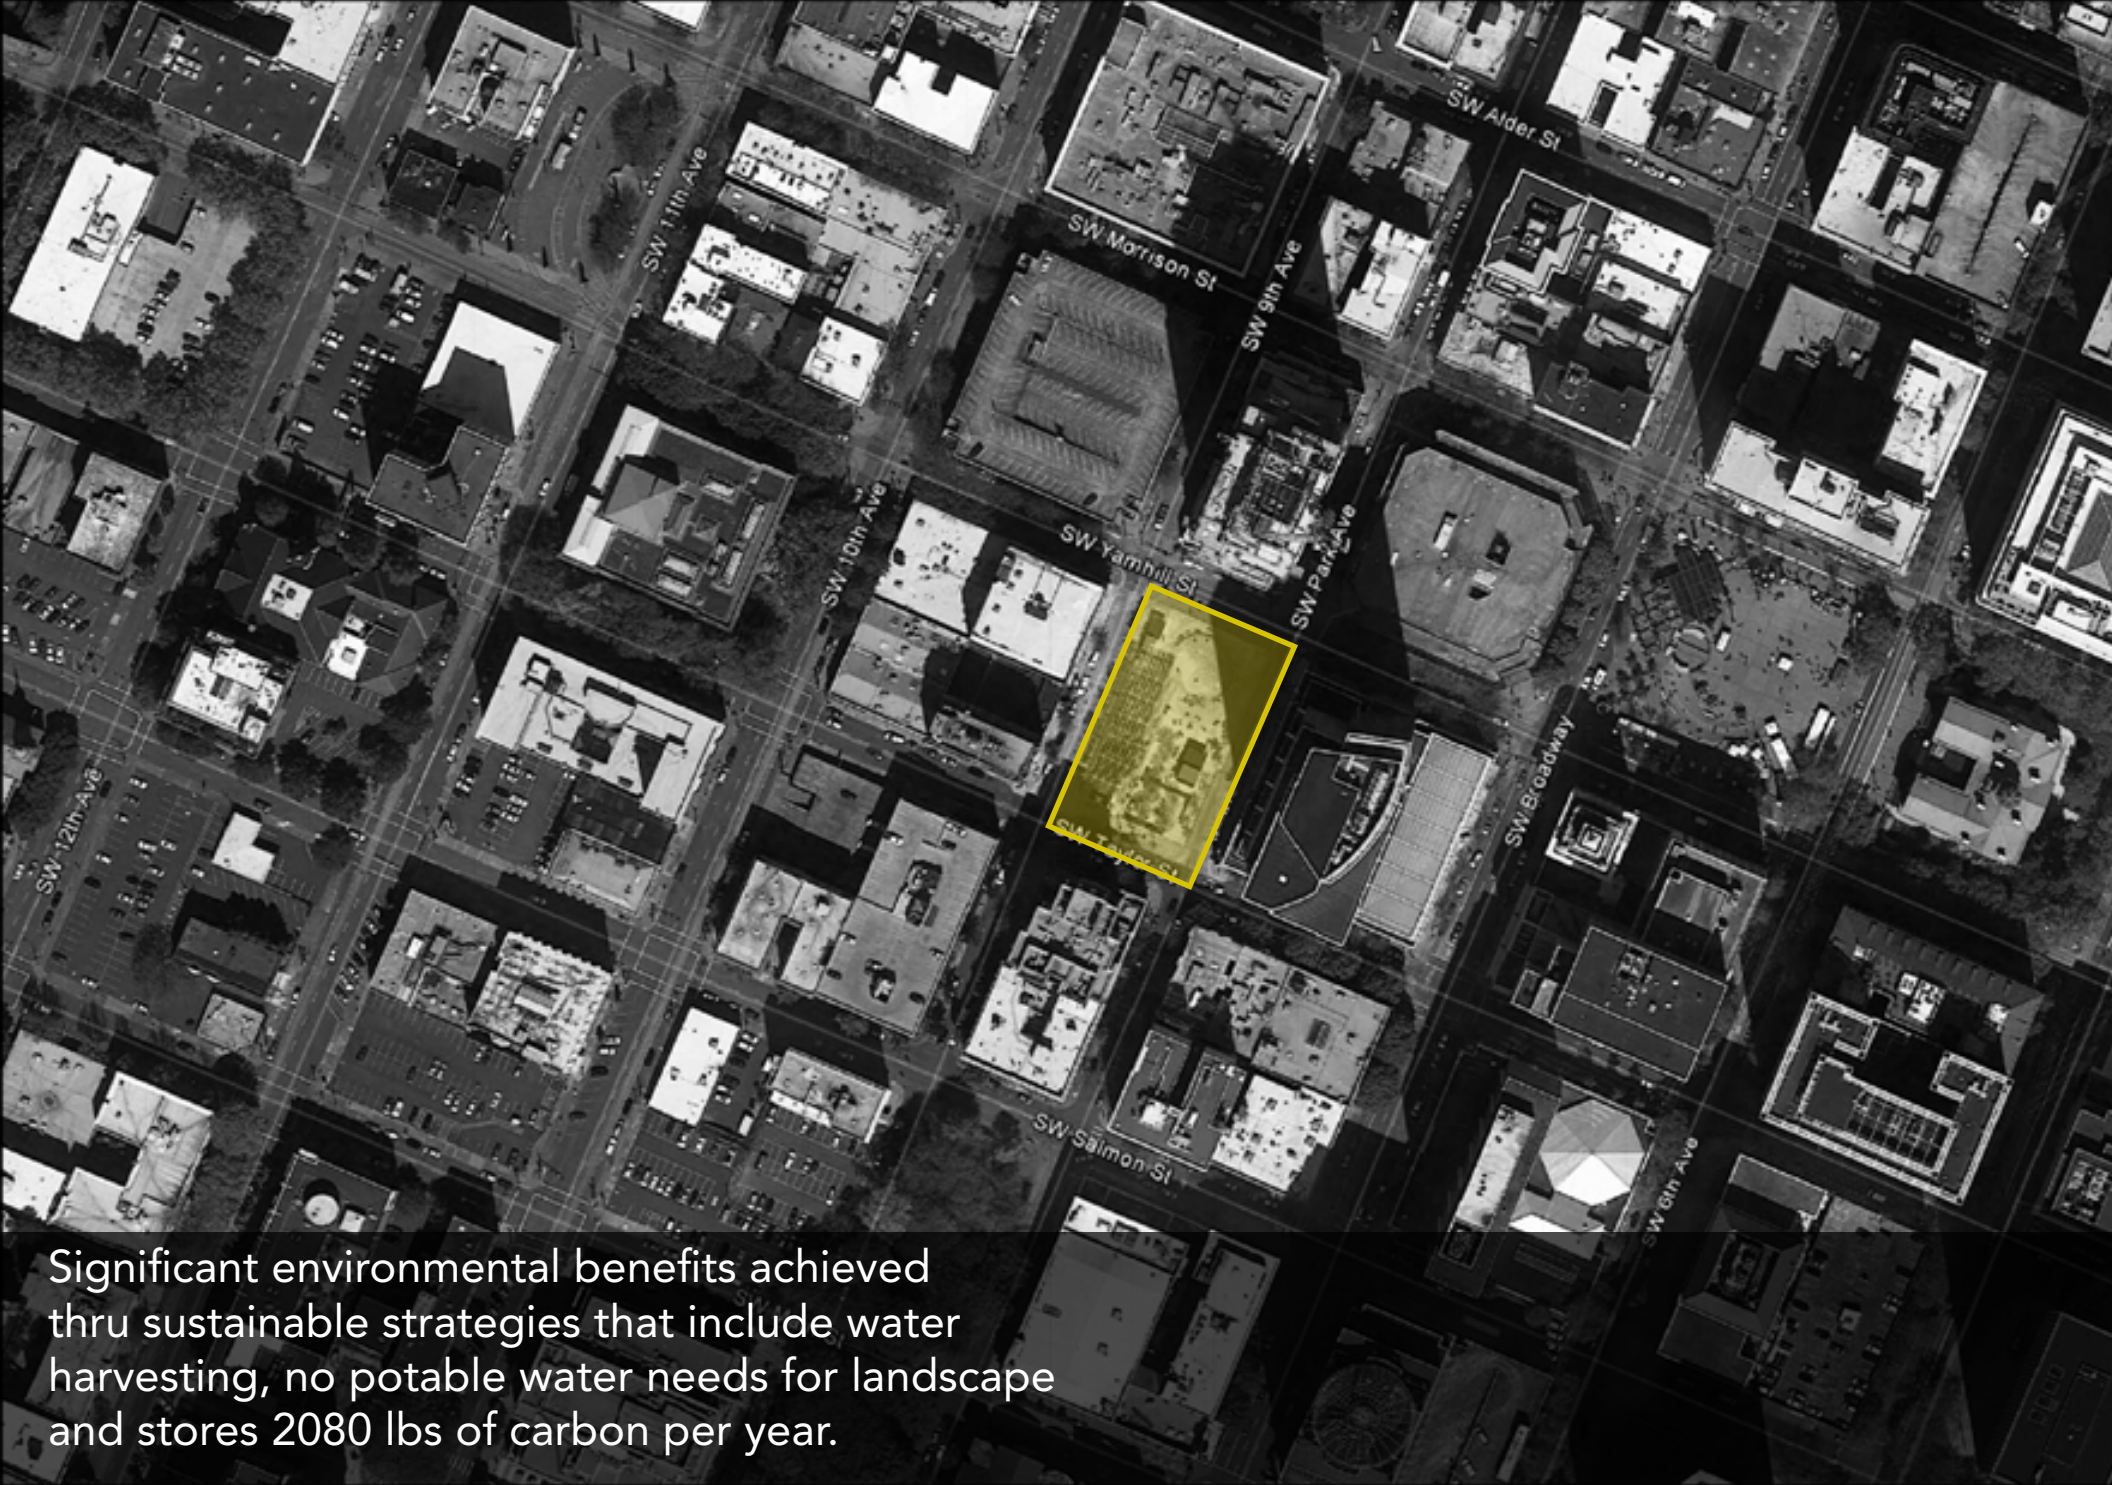 SW Alder St
SW 11th Ave
SW Morrison St
SW 9th Ave
SW 10th Ave
SW Yamhill St
SW Park Ave
SW Broadway
SW 12th Ave
SW Taylor St
SW Salmon St
SW 6th Ave
Significant environmental benefits achieved
thru sustainable strategies that include water
harvesting, no potable water needs for landscape
and stores 2080 lbs of carbon per year.